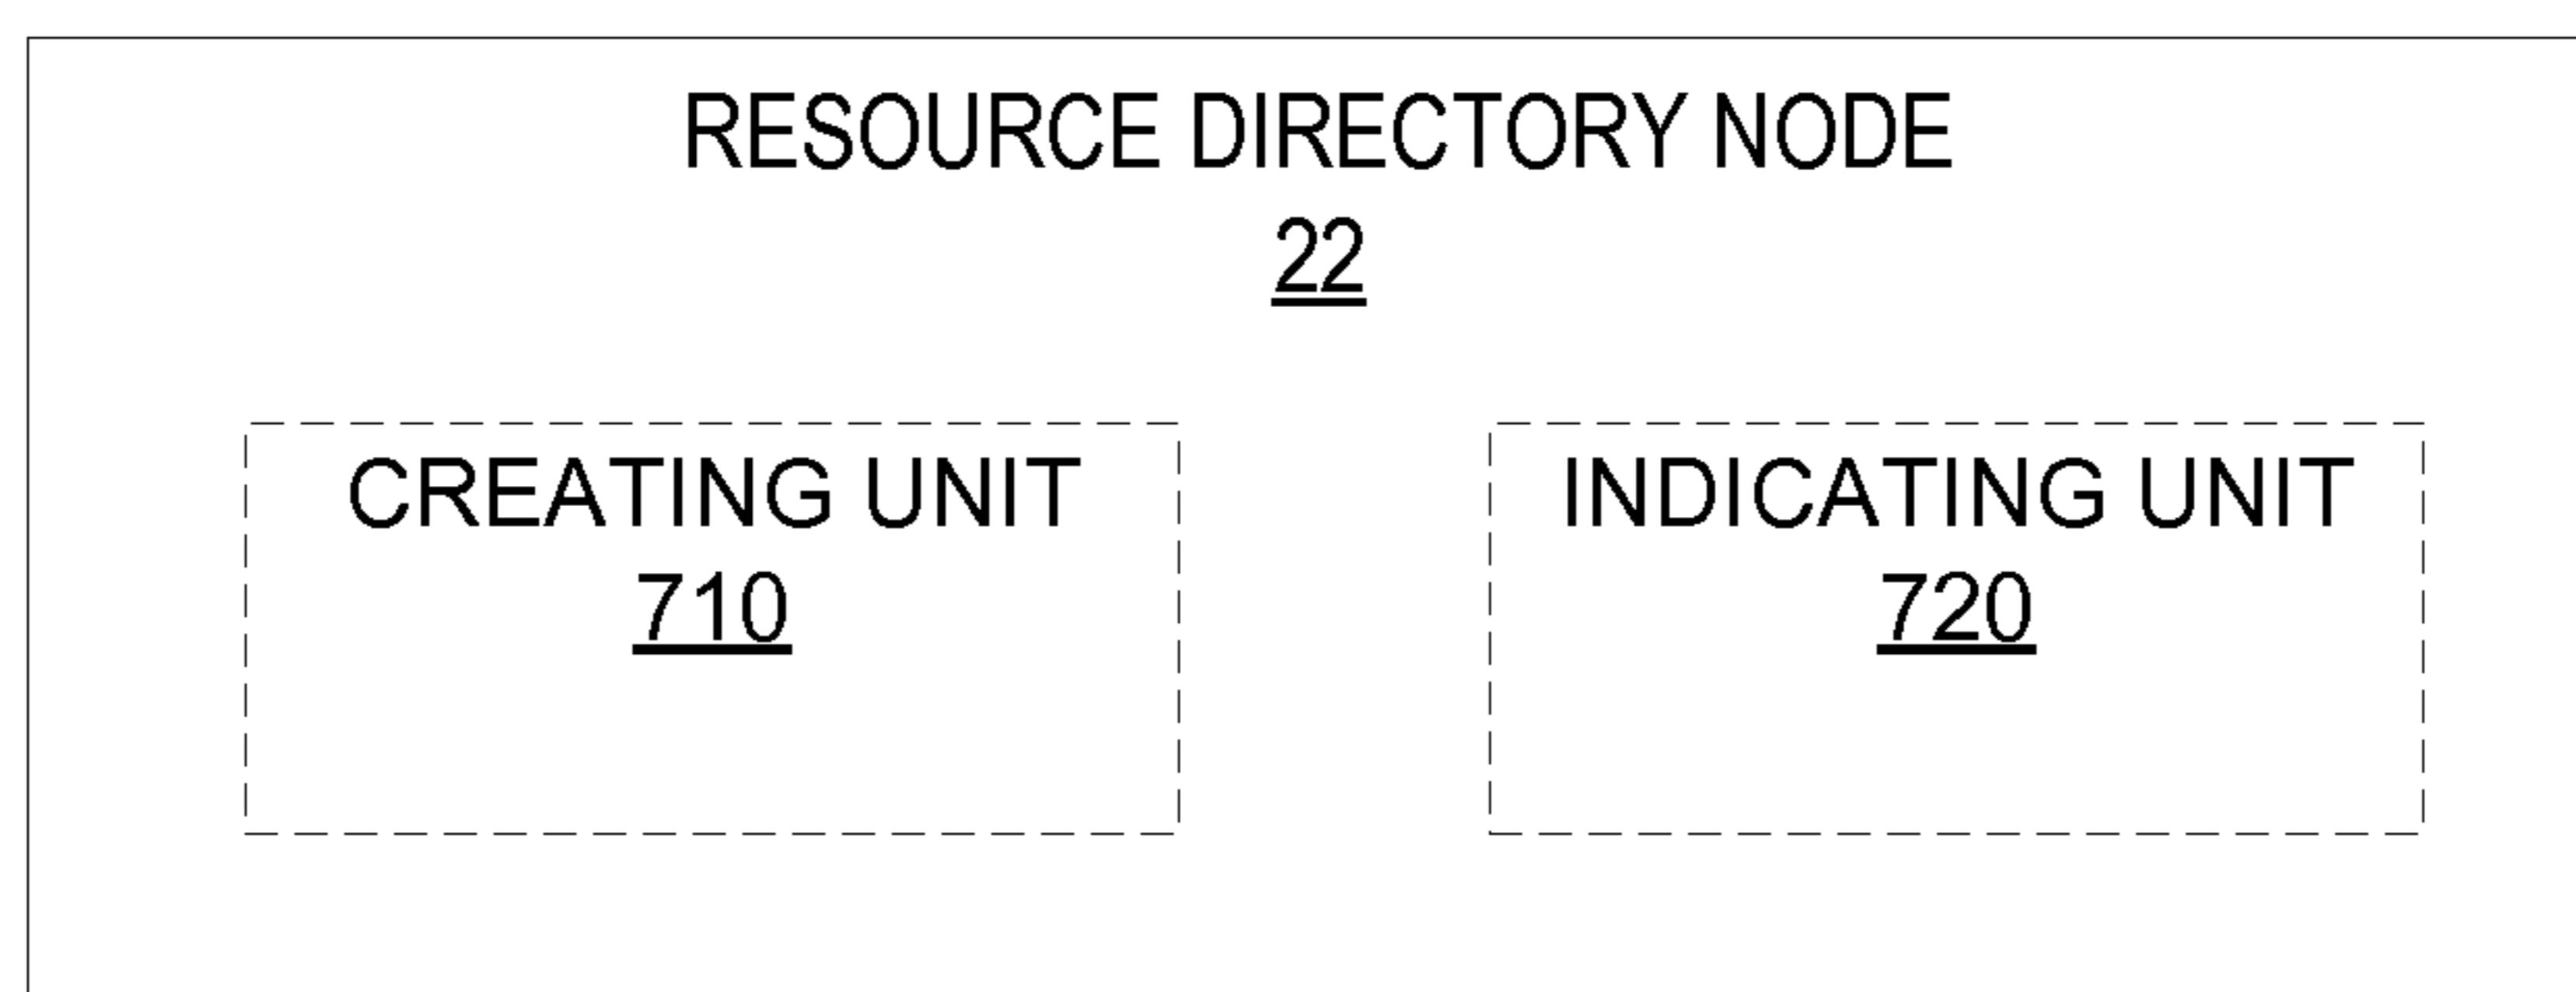 RESOURCE DIRECTORY NODE
22
CREATING UNIT
710
INDICATING UNIT
720